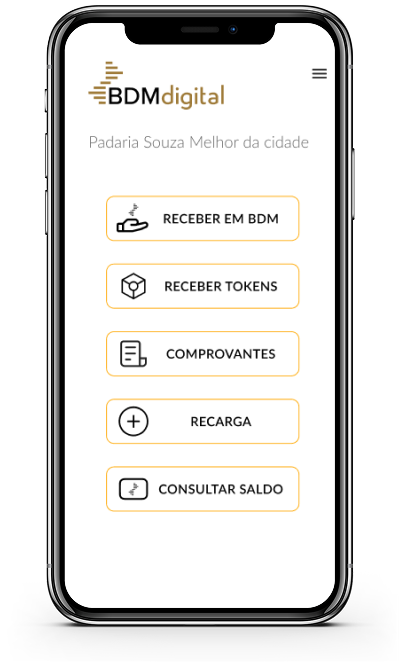 BDMdigital
Padaria Souza Melhor da cidade
RECEBER EM BDM
RECEBER TOKENS
COMPROVANTES
RECARGA
CONSULTAR SALDO